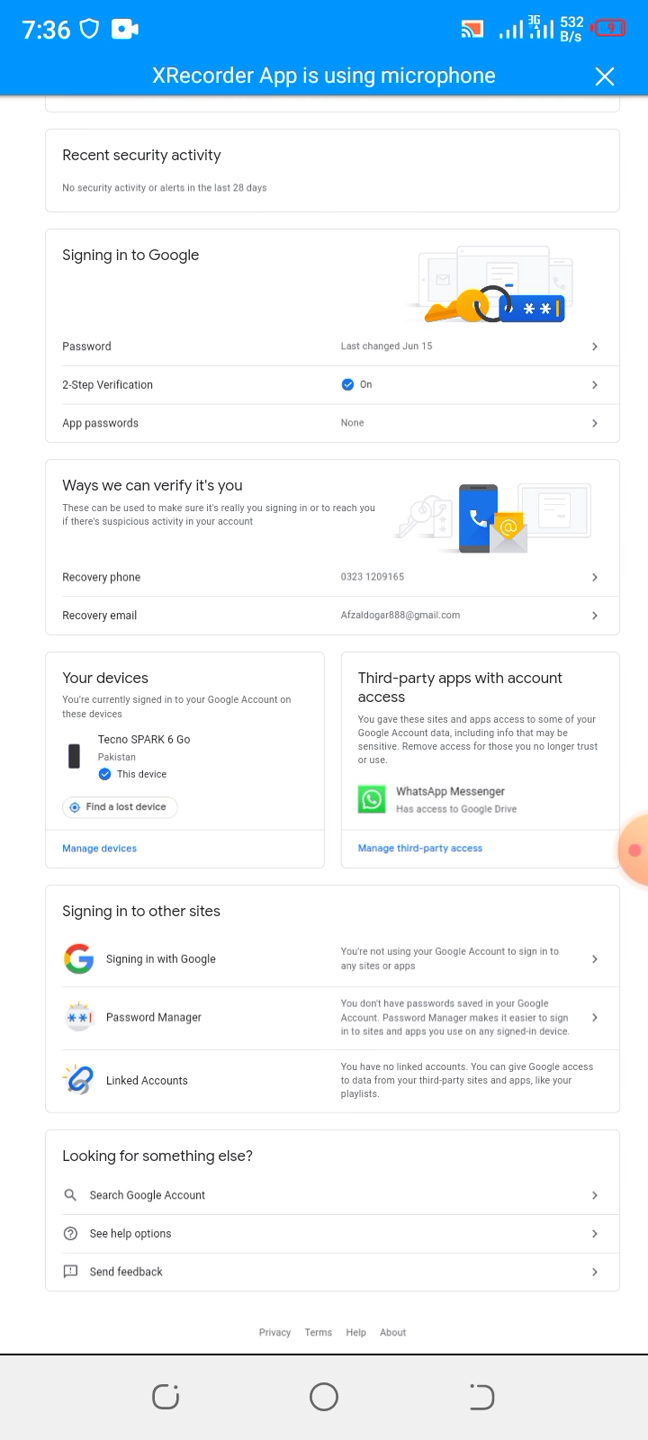 7:36
3G
532
B/s
9
XRecorder App is using microphone
Recent security activity
No security activity or alerts in the last 28 days
Signing in to Google
**
Password Last changed Jun 15
2-Step Verification On
App passwords None
Ways we can verify it's you
These can be used to make sure it's really you signing in or to reach you
if there's suspicious activity in your account
@
Recovery phone 0323 1209165
Recovery email Afzaldogar888@gmail.com
Your devices
You're currently signed in to your Google Account on
these devices
Tecno SPARK 6 Go
Pakistan
This device
Find a lost device
Manage devices
Third-party apps with account
access
You gave these sites and apps access to some of your
Google Account data, including info that may be
sensitive. Remove access for those you no longer trust
or use.
WhatsApp Messenger
Has access to Google Drive
Manage third-party access
Signing in to other sites
Signing in with Google
You're not using your Google Account to sign in to
any sites or apps
Password Manager
You don't have passwords saved in your Google
Account. Password Manager makes it easier to sign
in to sites and apps you use on any signed-in device.
Linked Accounts
You have no linked accounts. You can give Google access
to data from your third-party sites and apps, like your
playlists.
Looking for something else?
Search Google Account
See help options
Send feedback
Privacy Terms Help About